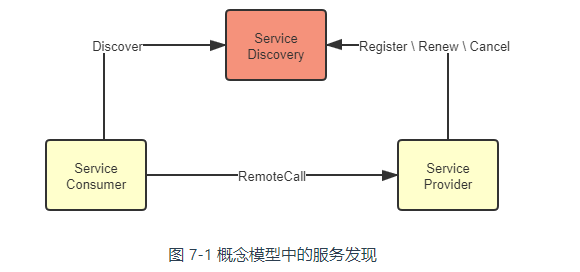 Service
Discovery
Discover
Register \ Renew \ Cancel
Service
Consumer
RemoteCall
Service
Provider
图 7-1 概念模型中的服务发现